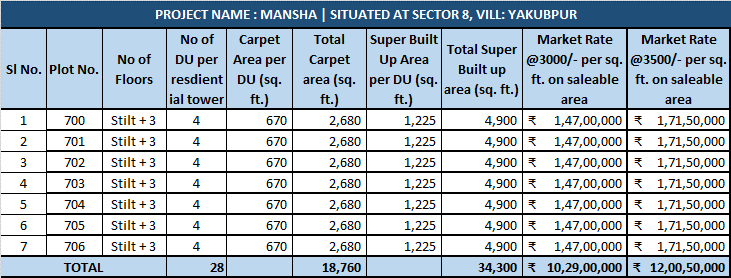 PROJECT NAME : MANSHA | SITUATED AT SECTOR 8, VILL: YAKUBPUR
Sl No. Plot No. No of Floors No of DU per resdient ial tower Carpet Area per DU (sq. ft.) Total Carpet area (sq. ft.) Super Built Up Area per DU (sq. ft.) Total Super Built up area (sq. ft.) Market Rate @3000/- per sq. ft. on saleable area Market Rate @3500/- per sq. ft. on saleable area
1 700 Stilt + 3 4 670 2,680 1,225 4,900 ₹ 1,47,00,000 ₹ 1,71,50,000
2 701 Stilt + 3 4 670 2,680 1,225 4,900 ₹ 1,47,00,000 ₹ 1,71,50,000
3 702 Stilt + 3 4 670 2,680 1,225 4,900 ₹ 1,47,00,000 ₹ 1,71,50,000
4 703 Stilt + 3 4 670 2,680 1,225 4,900 ₹ 1,47,00,000 ₹ 1,71,50,000
5 704 Stilt + 3 4 670 2,680 1,225 4,900 ₹ 1,47,00,000 ₹ 1,71,50,000
6 705 Stilt + 3 4 670 2,680 1,225 4,900 ₹ 1,47,00,000 ₹ 1,71,50,000
7 706 Stilt + 3 4 670 2,680 1,225 4,900 ₹ 1,47,00,000 ₹ 1,71,50,000
TOTAL 28 18,760 34,300 ₹ 10,29,00,000 ₹ 12,00,50,000